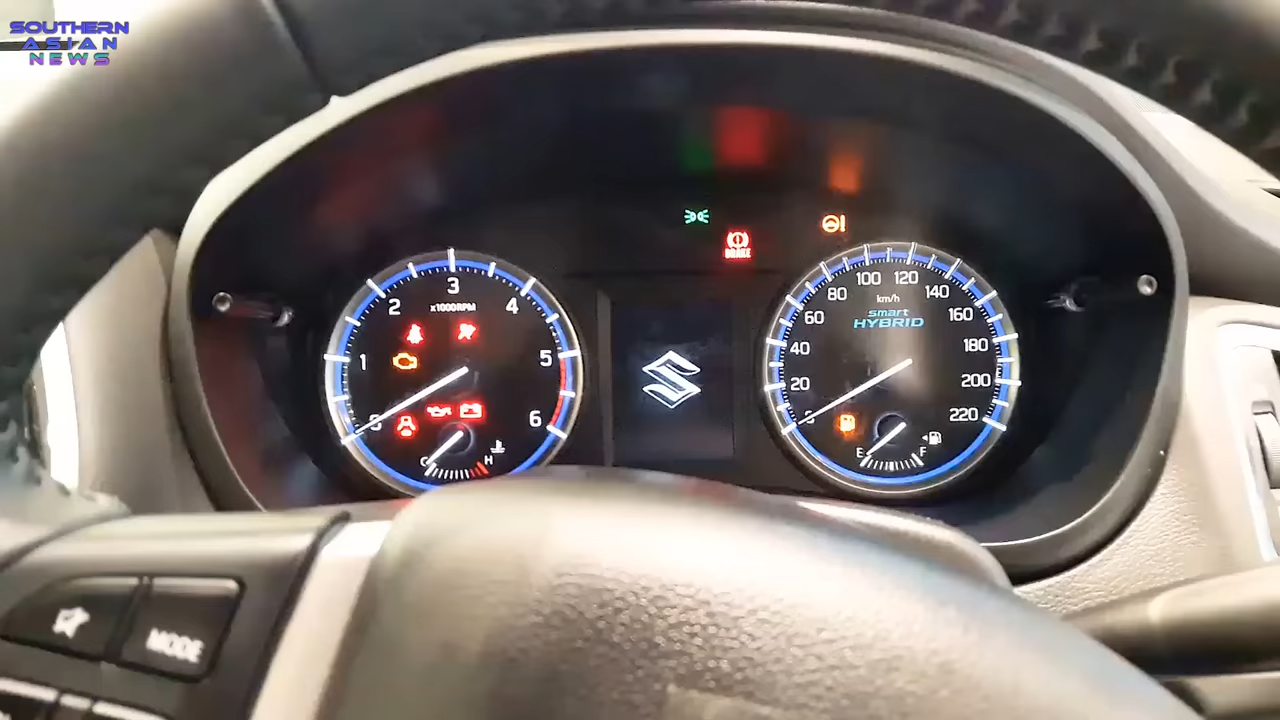 SOUTHERN
ASIAN
NEWS
x1000RPM
1
2
3
4
5
6
C
H
BRAKE
km/h
smart
HYBRID
20
40
60
80
100
120
140
160
180
200
220
E
F
MODE